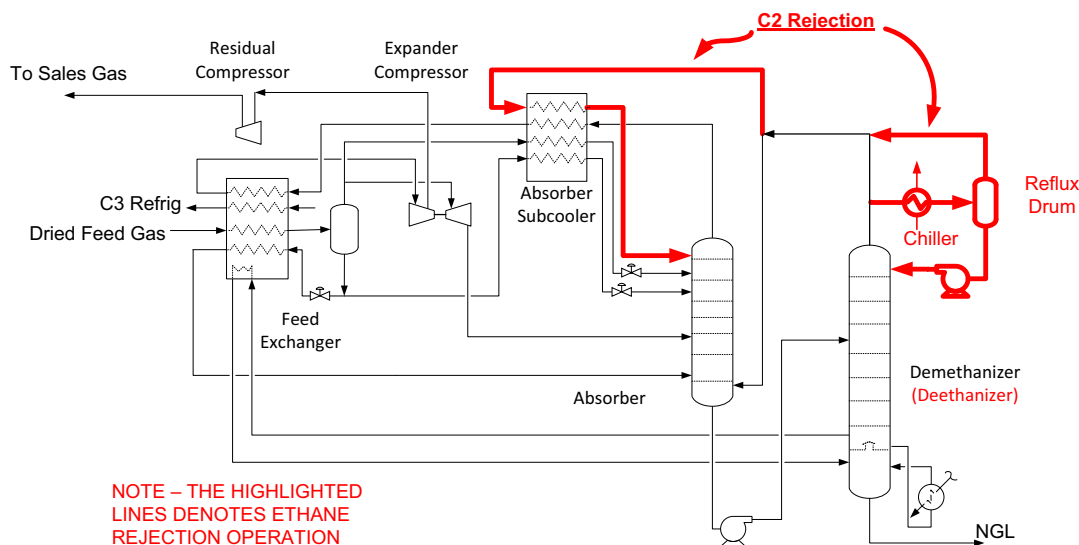 C2 Rejection
Residual
Compressor
Expander
Compressor
To Sales Gas
Absorber
Subcooler
Reflux
Drum
C3 Refrig
Dried Feed Gas
Chiller
Feed
Exchanger
Absorber
Demethanizer
(Deethanizer)
NOTE – THE HIGHLIGHTED
LINES DENOTES ETHANE
REJECTION OPERATION
NGL